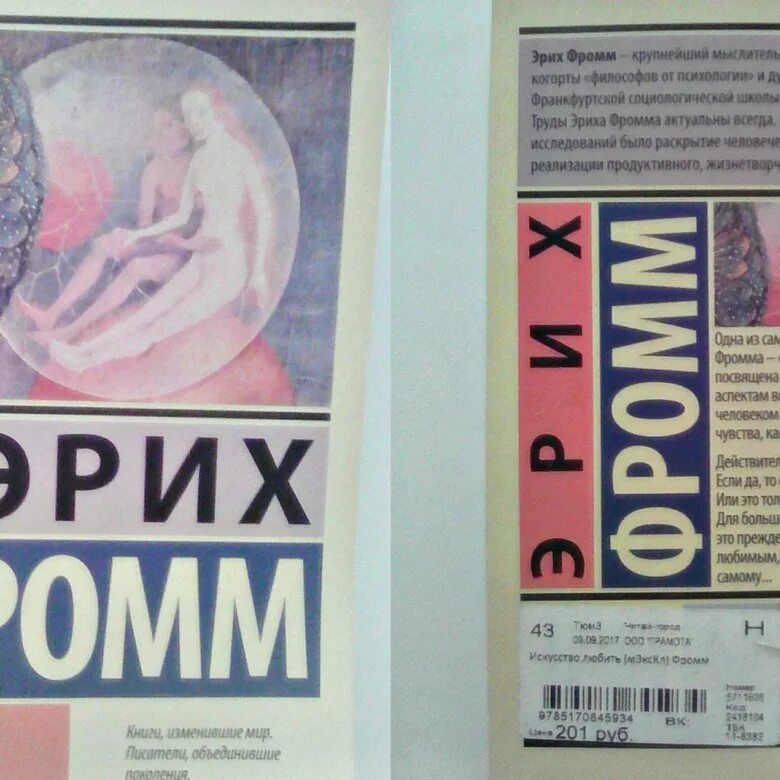 ЭРИХ
РОММ
Книги, изменившие мир.
Писатели, объединившие
поколения.
Эрих Фромм – крупнейший мыслитель
когорты «философов от психологии» и ду
Франкфуртской социологической школы
Труды Эриха Фромма актуальны всегда,
исследований было раскрытие человече
реализации продуктивного, жизнетворч
ЭРИХ
ФРОММ
Одна из сам
Фромма –
посвящена
аспектам в
человеком
чувства, ка
Действител
Если да, то
Или это тол
Для больш
это прежде
любимым,
самому...
43 Тюм3 Читай-город Н
09.09.2017 ООО ГРАМОТА
Искусство любить (мЭксКл) Фромм
Номер
5711626
Код
2418104
ТБК
11-8382
9785170845934 ВК:
Цена 201 руб.